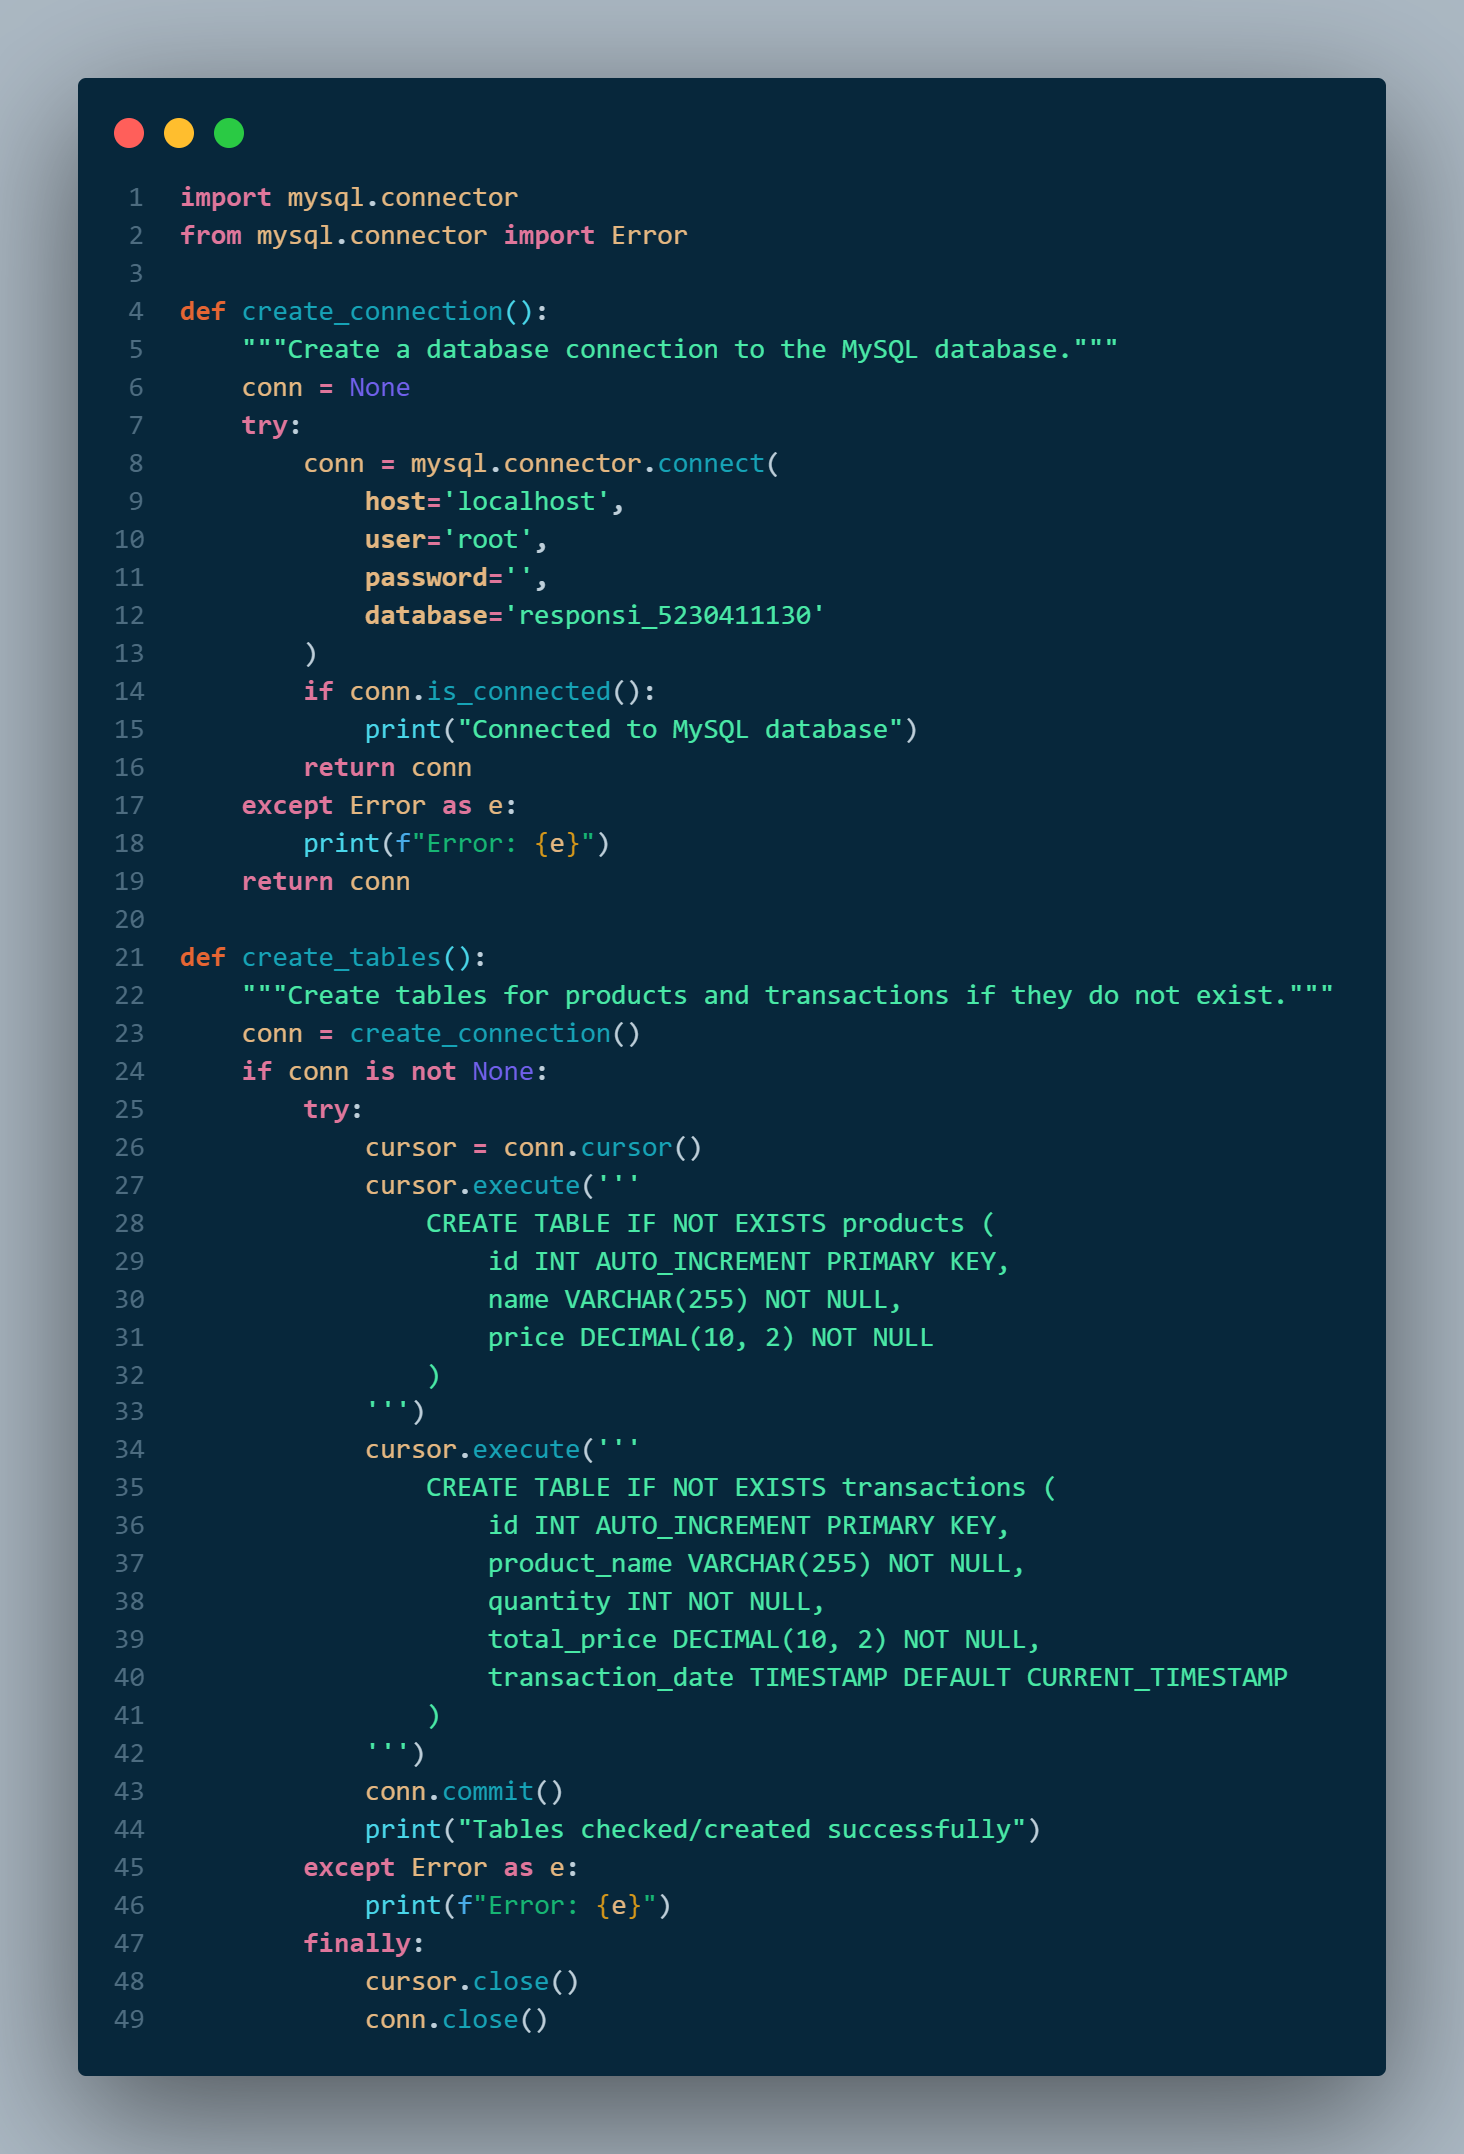 1 import mysql.connector
2 from mysql.connector import Error
3
4 def create_connection():
5     """Create a database connection to the MySQL database."""
6     conn = None
7     try:
8         conn = mysql.connector.connect(
9             host='localhost',
10             user='root',
11             password='',
12             database='responsi_5230411130'
13         )
14         if conn.is_connected():
15             print("Connected to MySQL database")
16         return conn
17     except Error as e:
18         print(f"Error: {e}")
19     return conn
20
21 def create_tables():
22     """Create tables for products and transactions if they do not exist."""
23     conn = create_connection()
24     if conn is not None:
25         try:
26             cursor = conn.cursor()
27             cursor.execute('''
28                 CREATE TABLE IF NOT EXISTS products (
29                     id INT AUTO_INCREMENT PRIMARY KEY,
30                     name VARCHAR(255) NOT NULL,
31                     price DECIMAL(10, 2) NOT NULL
32                 )
33             ''')
34             cursor.execute('''
35                 CREATE TABLE IF NOT EXISTS transactions (
36                     id INT AUTO_INCREMENT PRIMARY KEY,
37                     product_name VARCHAR(255) NOT NULL,
38                     quantity INT NOT NULL,
39                     total_price DECIMAL(10, 2) NOT NULL,
40                     transaction_date TIMESTAMP DEFAULT CURRENT_TIMESTAMP
41                 )
42             ''')
43             conn.commit()
44             print("Tables checked/created successfully")
45         except Error as e:
46             print(f"Error: {e}")
47         finally:
48             cursor.close()
49             conn.close()